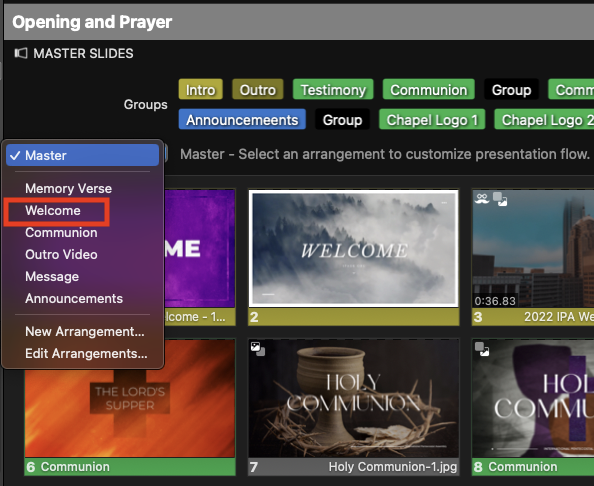 Opening and Prayer
MASTER SLIDES
Groups
Intro
Outro
Testimony
Communion
Group
Comm
Announcements
Group
Chapel Logo 1
Chapel Logo 2
✓ Master
Master - Select an arrangement to customize presentation flow.
Memory Verse
Welcome
Communion
Outro Video
Message
Announcements
New Arrangement...
Edit Arrangements...
ME
lcome - 1...
WELCOME
2
0:36.83
3
2022 IPA We
THE LORD'S
SUPPER
6 Communion
HOLY
COMMUNION
7
Holy Communion-1.jpg
HOL
COMMUN
8 Communion